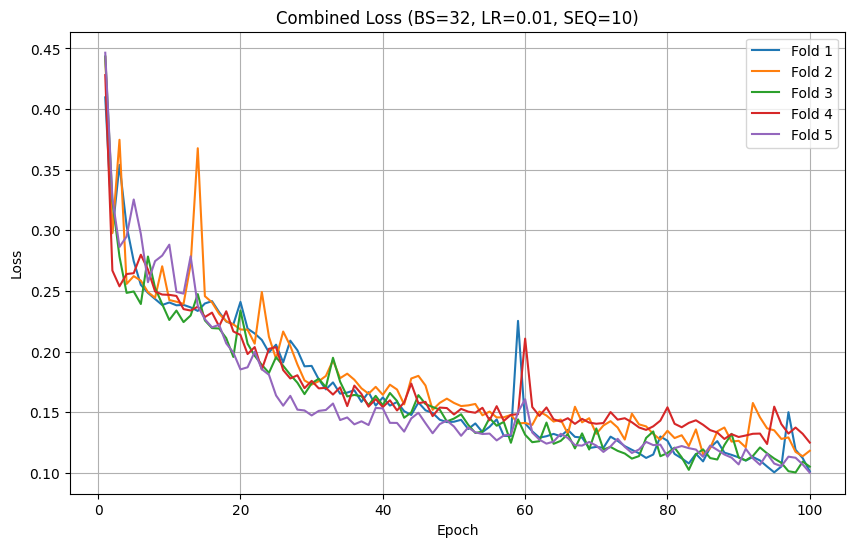 Combined Loss (BS=32, LR=0.01, SEQ=10)
Fold 1
Fold 2
Fold 3
Fold 4
Fold 5
Loss
0.45
0.40
0.35
0.30
0.25
0.20
0.15
0.10
0
20
40
60
80
100
Epoch